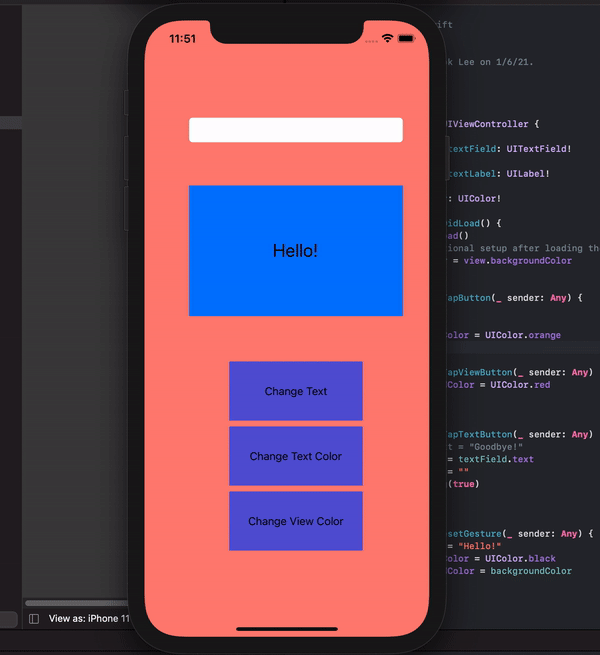 11:51
Hello!
Change Text
Change Text Color
Change View Color
View as: iPhone 11
ift
k Lee on 1/6/21.
UIViewController {
textField: UITextField!
textLabel: UILabel!
: UIColor!
idLoad() {
oad()
ional setup after loading th
= view.backgroundColor
apButton(_ sender: Any) {
Color = UIColor.orange
apViewButton(_ sender: Any)
Color = UIColor.red
apTextButton(_ sender: Any)
t = "Goodbye!"
= textField.text
= ""
(true)
setGesture(_ sender: Any) {
= "Hello!"
Color = UIColor.black
dColor = backgroundColor